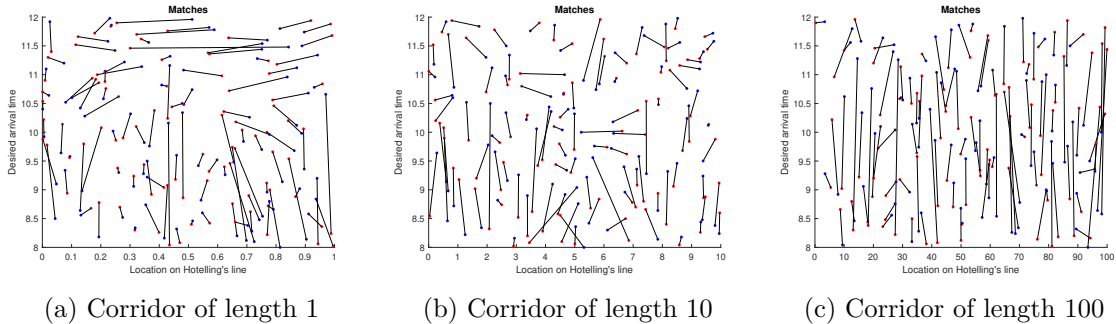 Matches
Desired arrival time
12
11.5
11
10.5
10
9.5
9
8.5
8
0 0.1 0.2 0.3 0.4 0.5 0.6 0.7 0.8 0.9 1
Location on Hotelling's line
(a) Corridor of length 1
Matches
Desired arrival time
12
11.5
11
10.5
10
9.5
9
8.5
8
0 1 2 3 4 5 6 7 8 9 10
Location on Hotelling's line
(b) Corridor of length 10
Matches
Desired arrival time
12
11.5
11
10.5
10
9.5
9
8.5
8
0 10 20 30 40 50 60 70 80 90 100
Location on Hotelling's line
(c) Corridor of length 100